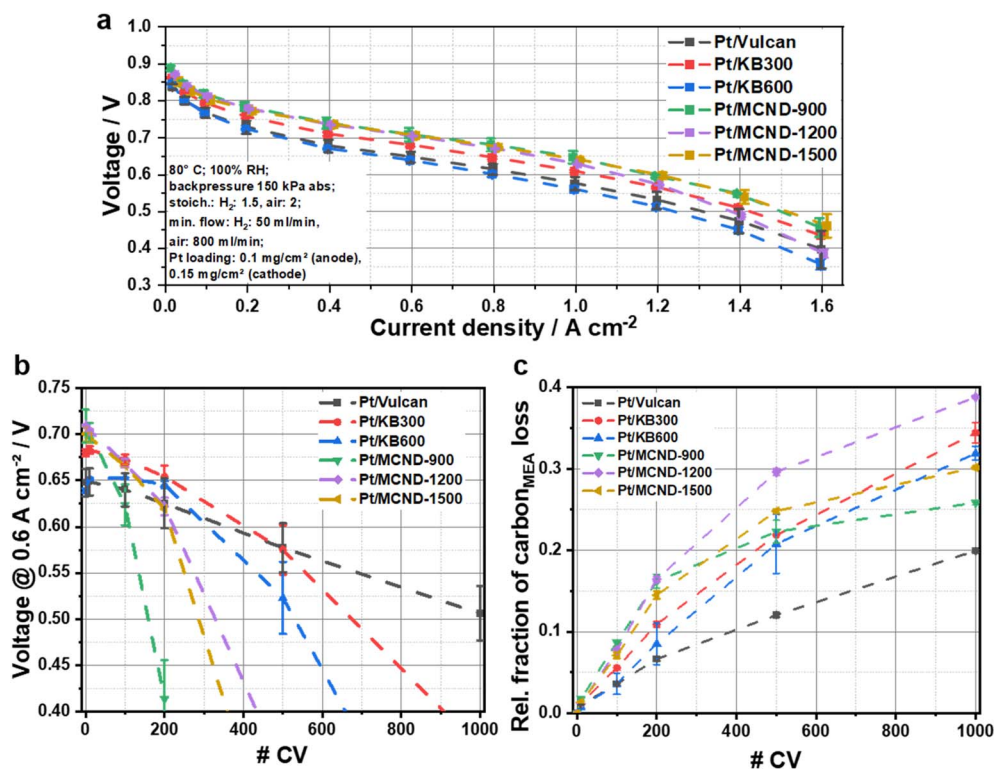 a
Voltage / V
1.0
0.9
0.8
0.7
0.6
0.5
0.4
0.3
Pt/Vulcan
Pt/KB300
Pt/KB600
Pt/MCND-900
Pt/MCND-1200
Pt/MCND-1500
80° C; 100% RH;
backpressure 150 kPa abs;
stoich.: H₂: 1.5, air: 2;
min. flow: H₂: 50 ml/min,
air: 800 ml/min;
Pt loading: 0.1 mg/cm² (anode),
0.15 mg/cm² (cathode)
0.0 0.2 0.4 0.6 0.8 1.0 1.2 1.4 1.6
Current density / A cm⁻²
b
Voltage @ 0.6 A cm⁻² / V
0.75
0.70
0.65
0.60
0.55
0.50
0.45
0.40
Pt/Vulcan
Pt/KB300
Pt/KB600
Pt/MCND-900
Pt/MCND-1200
Pt/MCND-1500
0 200 400 600 800 1000
# CV
c
Rel. fraction of carbon_MEA loss
0.4
0.3
0.2
0.1
0.0
Pt/Vulcan
Pt/KB300
Pt/KB600
Pt/MCND-900
Pt/MCND-1200
Pt/MCND-1500
0 200 400 600 800 1000
# CV